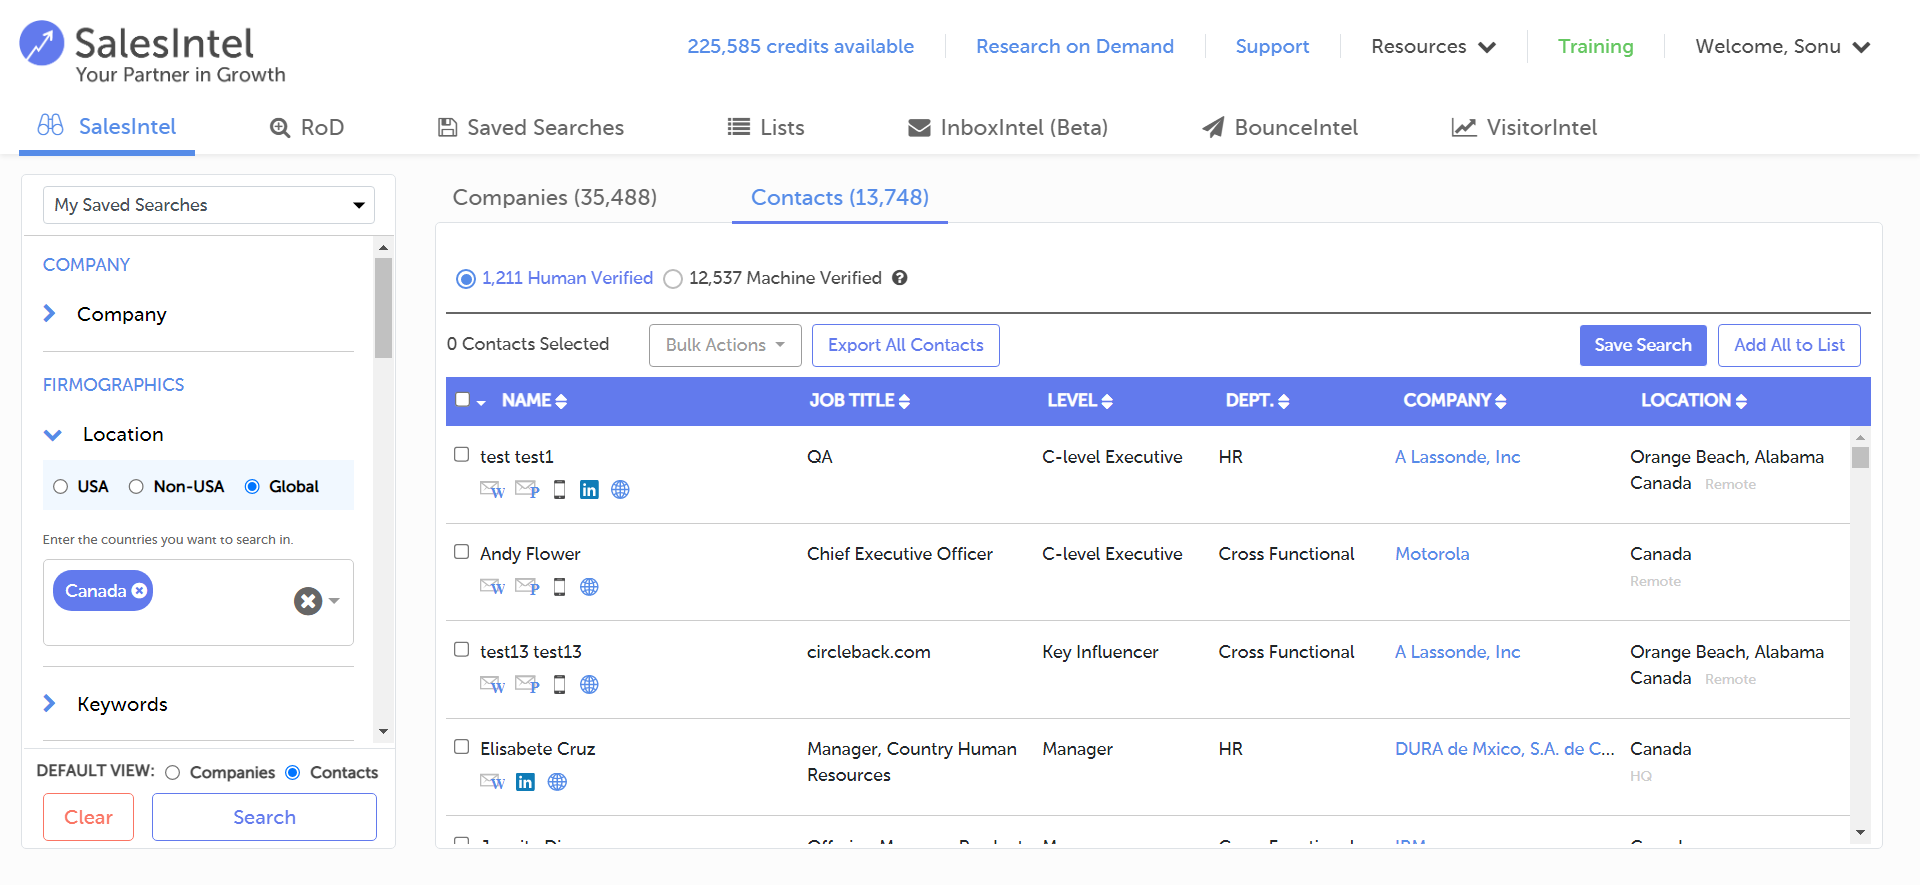 SalesIntel
Your Partner in Growth
225,585 credits available
Research on Demand
Support
Resources
Training
Welcome, Sonu
SalesIntel
RoD
Saved Searches
Lists
InboxIntel (Beta)
BounceIntel
VisitorIntel
My Saved Searches
COMPANY
Company
FIRMOGRAPHICS
Location
USA Non-USA Global
Enter the countries you want to search in.
Canada
Keywords
DEFAULT VIEW: Companies Contacts
Clear
Search
Companies (35,488)
Contacts (13,748)
1,211 Human Verified 12,537 Machine Verified
0 Contacts Selected
Bulk Actions
Export All Contacts
Save Search
Add All to List
NAME JOB TITLE LEVEL DEPT. COMPANY LOCATION
test test1 QA C-level Executive HR A Lassonde, Inc Orange Beach, Alabama
Canada Remote
Andy Flower Chief Executive Officer C-level Executive Cross Functional Motorola Canada
Remote
test13 test13 circleback.com Key Influencer Cross Functional A Lassonde, Inc Orange Beach, Alabama
Canada Remote
Elisabete Cruz Manager, Country Human Manager HR DURA de Mxico, S.A. de C... Canada
Resources HQ